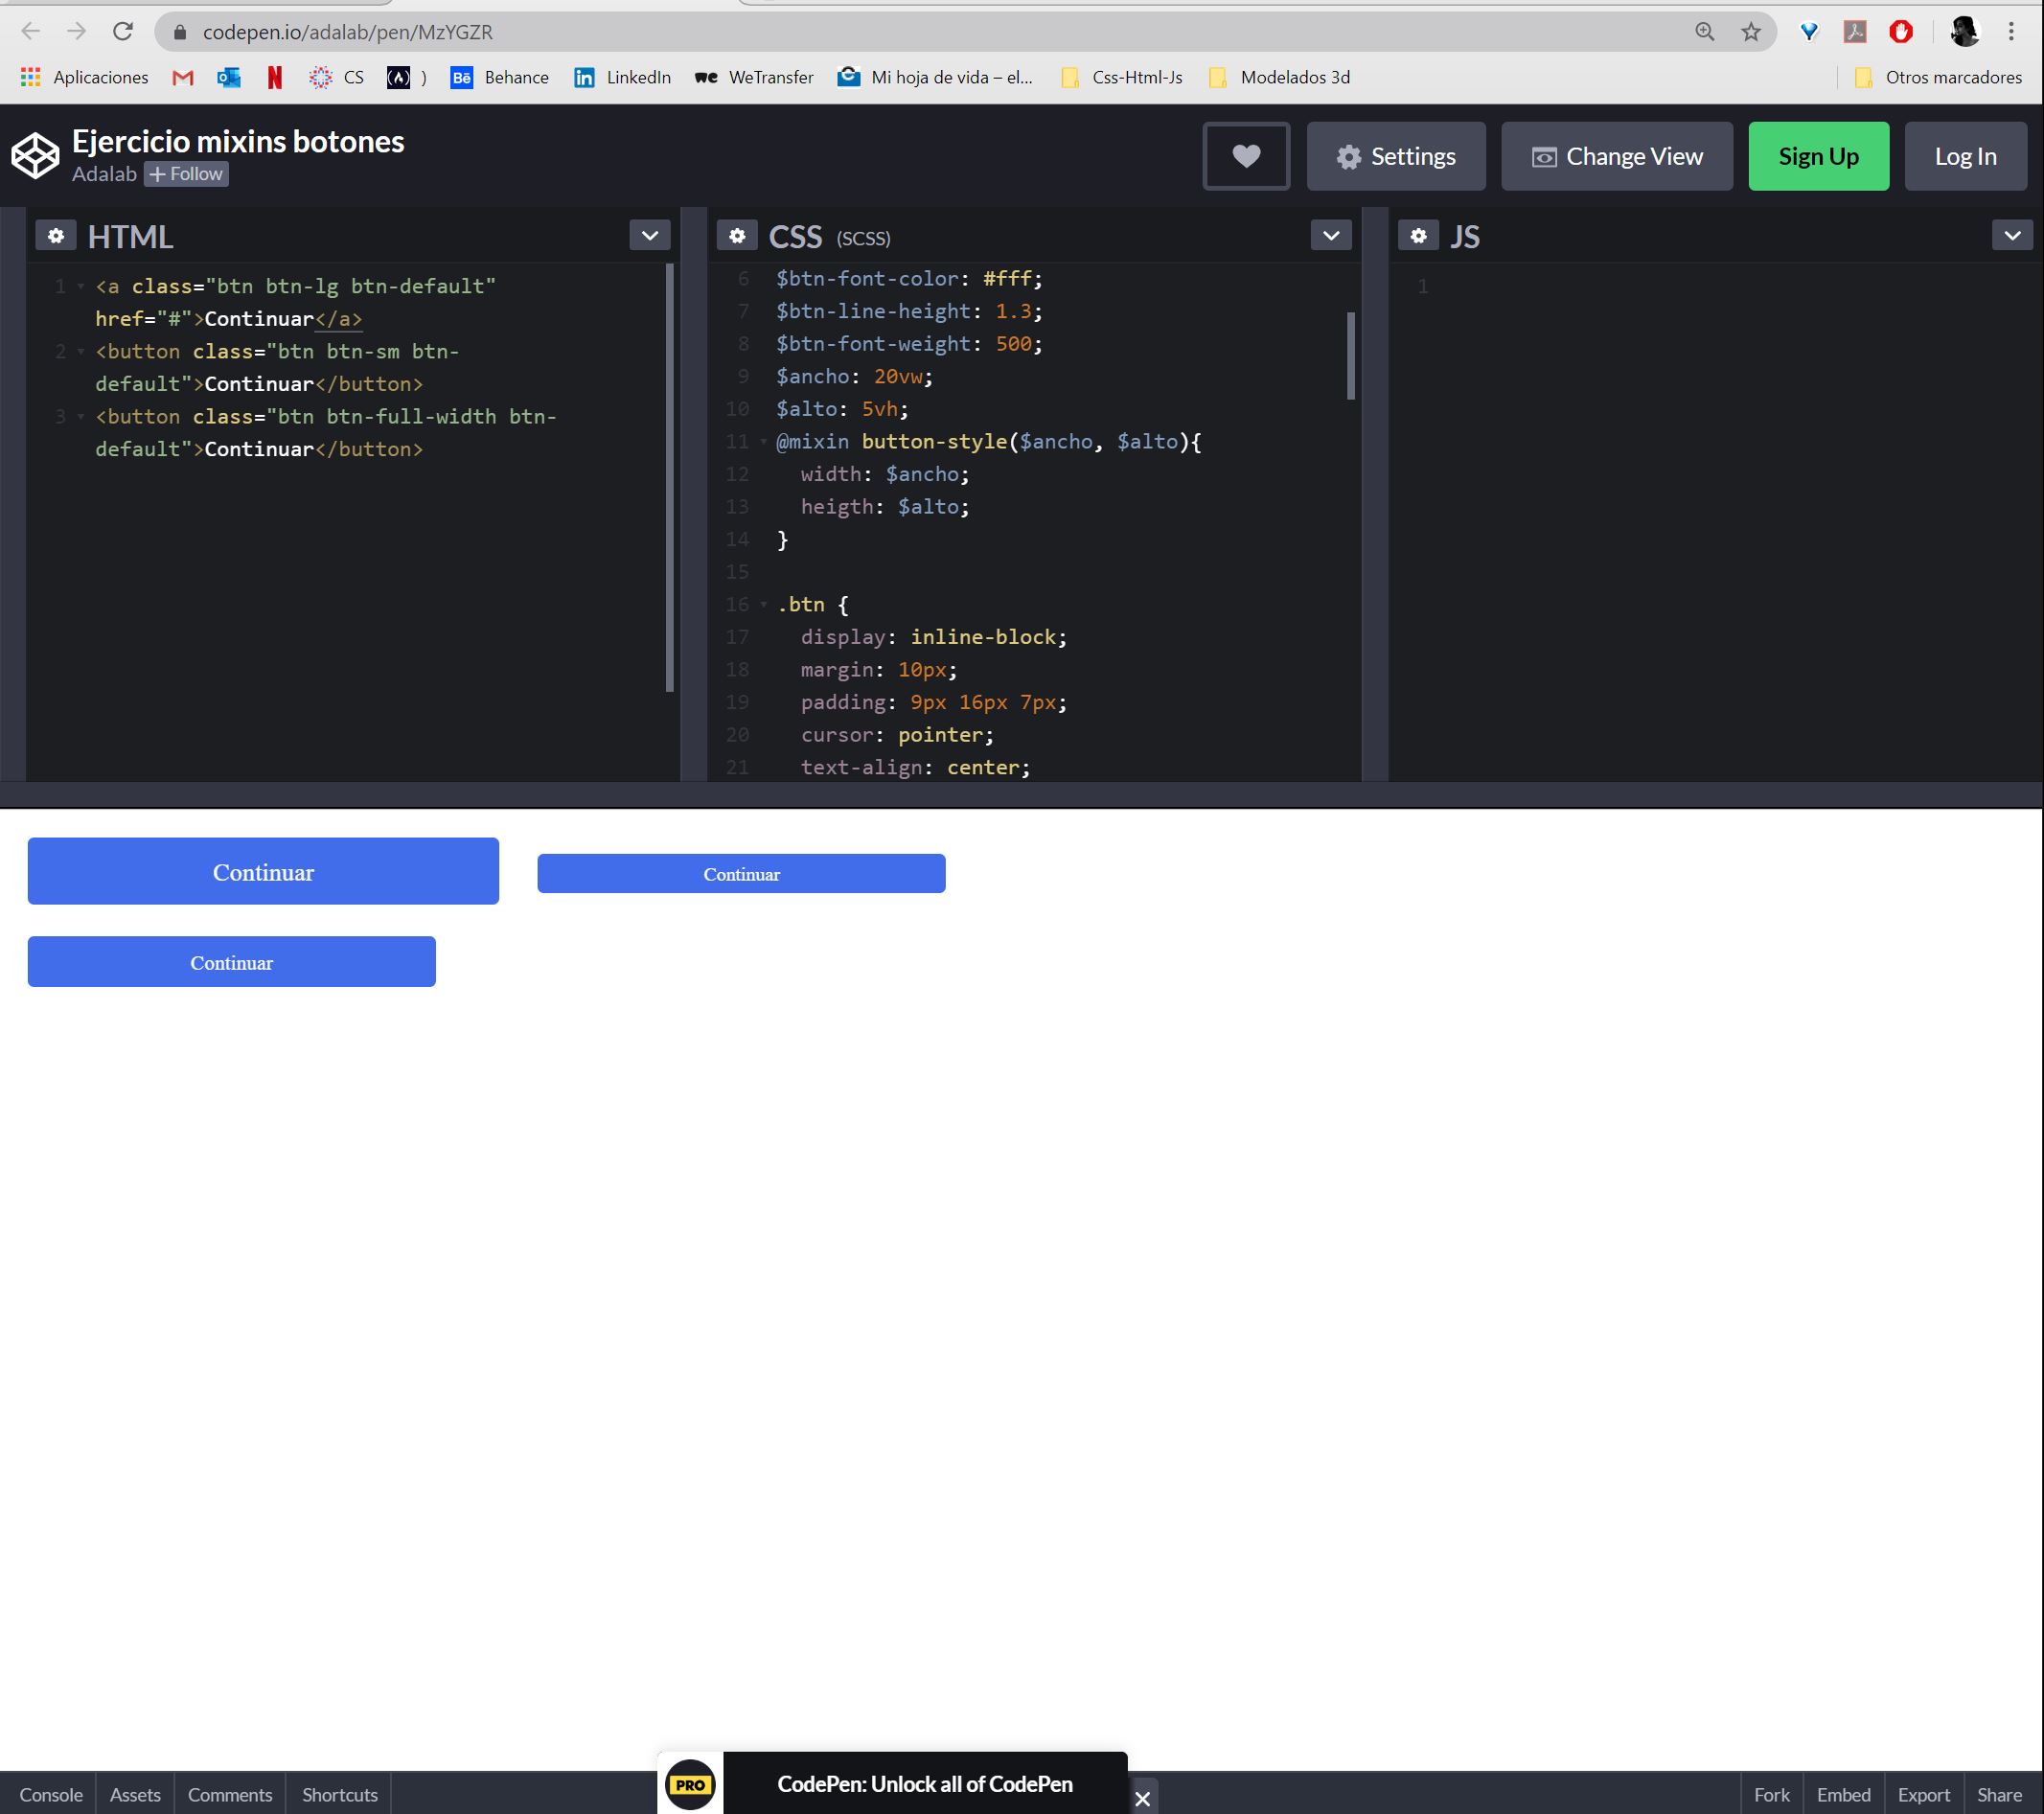 codepen.io/adalab/pen/MzYGZR
Aplicaciones CS ) Bē Behance in LinkedIn we WeTransfer Mi hoja de vida – el... Css-Html-Js Modelados 3d Otros marcadores
Ejercicio mixins botones
Adalab + Follow
Settings Change View Sign Up Log In
HTML
1 <a class="btn btn-lg btn-default"
href="#">Continuar</a>
2 <button class="btn btn-sm btn-
default">Continuar</button>
3 <button class="btn btn-full-width btn-
default">Continuar</button>
CSS (SCSS)
6 $btn-font-color: #fff;
7 $btn-line-height: 1.3;
8 $btn-font-weight: 500;
9 $ancho: 20vw;
10 $alto: 5vh;
11 @mixin button-style($ancho, $alto){
12 width: $ancho;
13 heigth: $alto;
14 }
15
16 .btn {
17 display: inline-block;
18 margin: 10px;
19 padding: 9px 16px 7px;
20 cursor: pointer;
21 text-align: center;
JS
1
Continuar
Continuar
Continuar
PRO CodePen: Unlock all of CodePen
Console Assets Comments Shortcuts Fork Embed Export Share